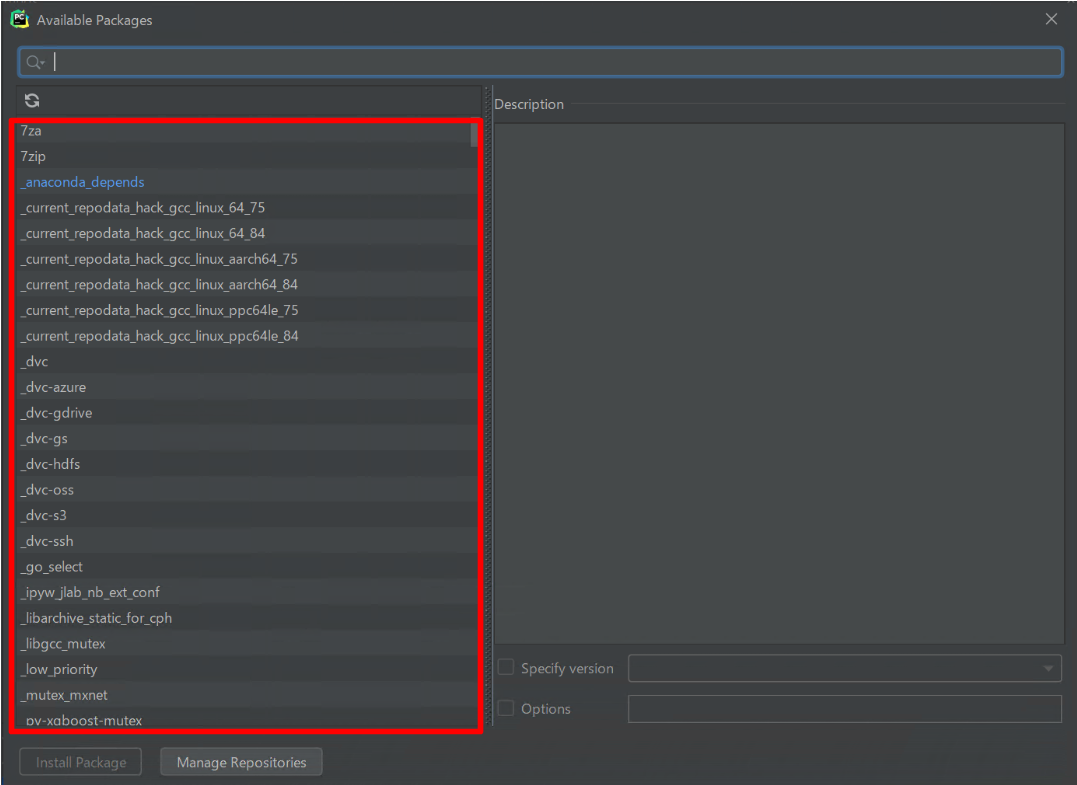 PC
Available Packages
Description
7za
7zip
_anaconda_depends
_current_repodata_hack_gcc_linux_64_75
_current_repodata_hack_gcc_linux_64_84
_current_repodata_hack_gcc_linux_aarch64_75
_current_repodata_hack_gcc_linux_aarch64_84
_current_repodata_hack_gcc_linux_ppc64le_75
_current_repodata_hack_gcc_linux_ppc64le_84
_dvc
_dvc-azure
_dvc-gdrive
_dvc-gs
_dvc-hdfs
_dvc-oss
_dvc-s3
_dvc-ssh
_go_select
_ipyw_jlab_nb_ext_conf
_libarchive_static_for_cph
_libgcc_mutex
_low_priority
_mutex_mxnet
_py-xgboost-mutex
Specify version
Options
Install Package
Manage Repositories